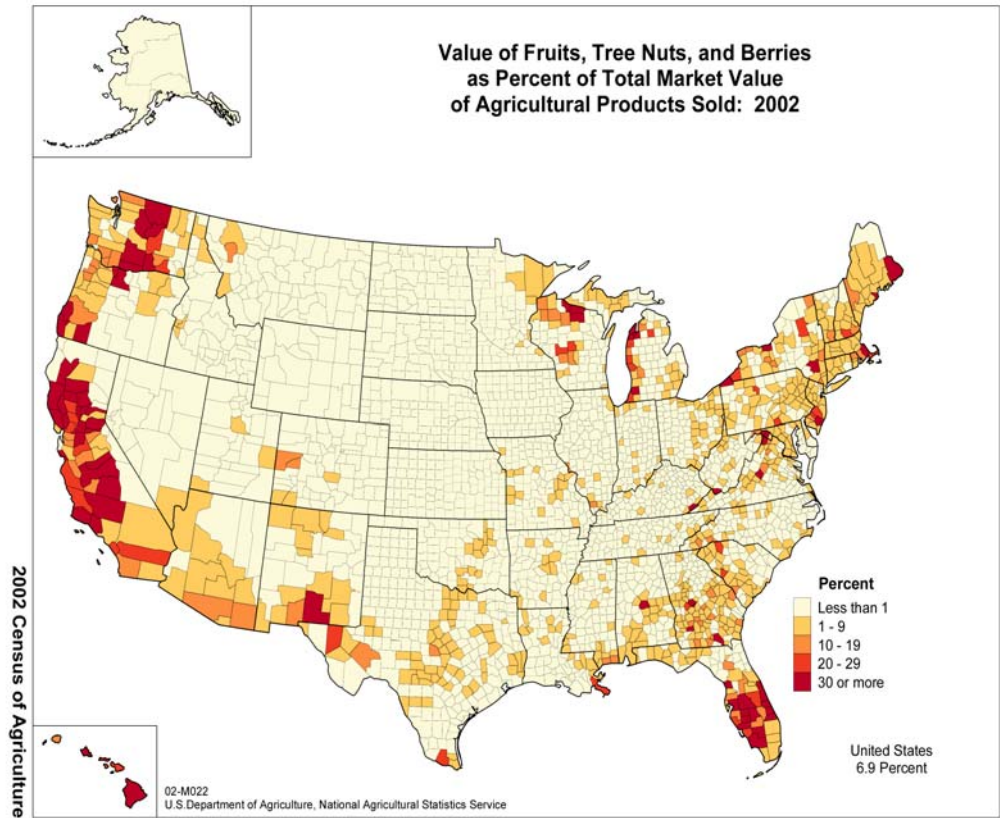 Value of Fruits, Tree Nuts, and Berries
as Percent of Total Market Value
of Agricultural Products Sold:  2002
Percent
Less than 1
1 - 9
10 - 19
20 - 29
30 or more
United States
6.9 Percent
2002 Census of Agriculture
02-M022
U.S.Department of Agriculture, National Agricultural Statistics Service